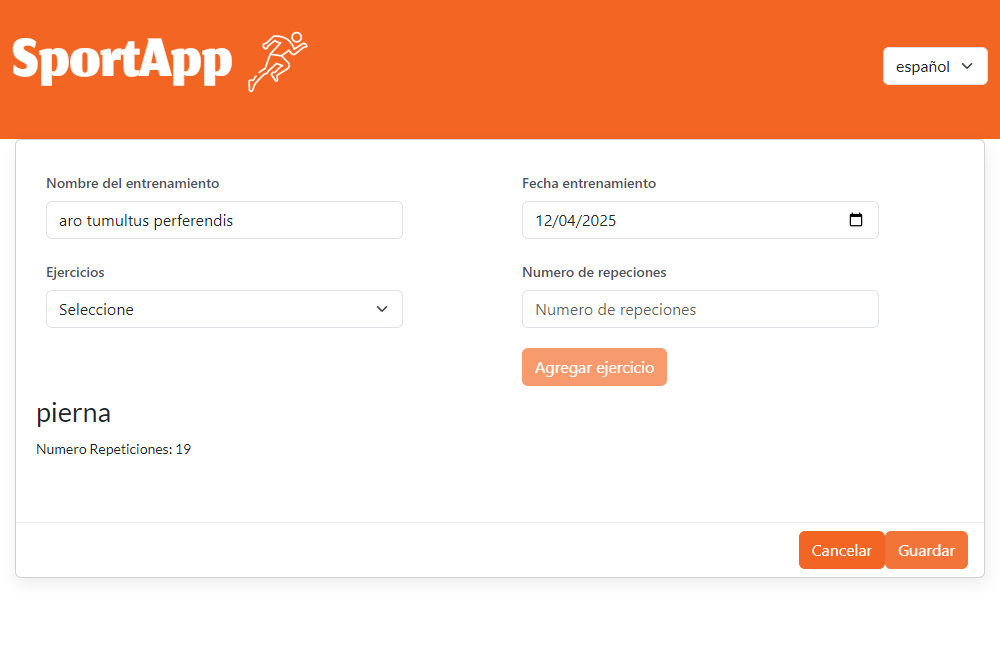 SportApp
español
Nombre del entrenamiento
Fecha entrenamiento
aro tumultus perferendis
12/04/2025
Ejercicios
Numero de repeciones
Seleccione
Numero de repeciones
Agregar ejercicio
pierna
Numero Repeticiones: 19
Cancelar
Guardar